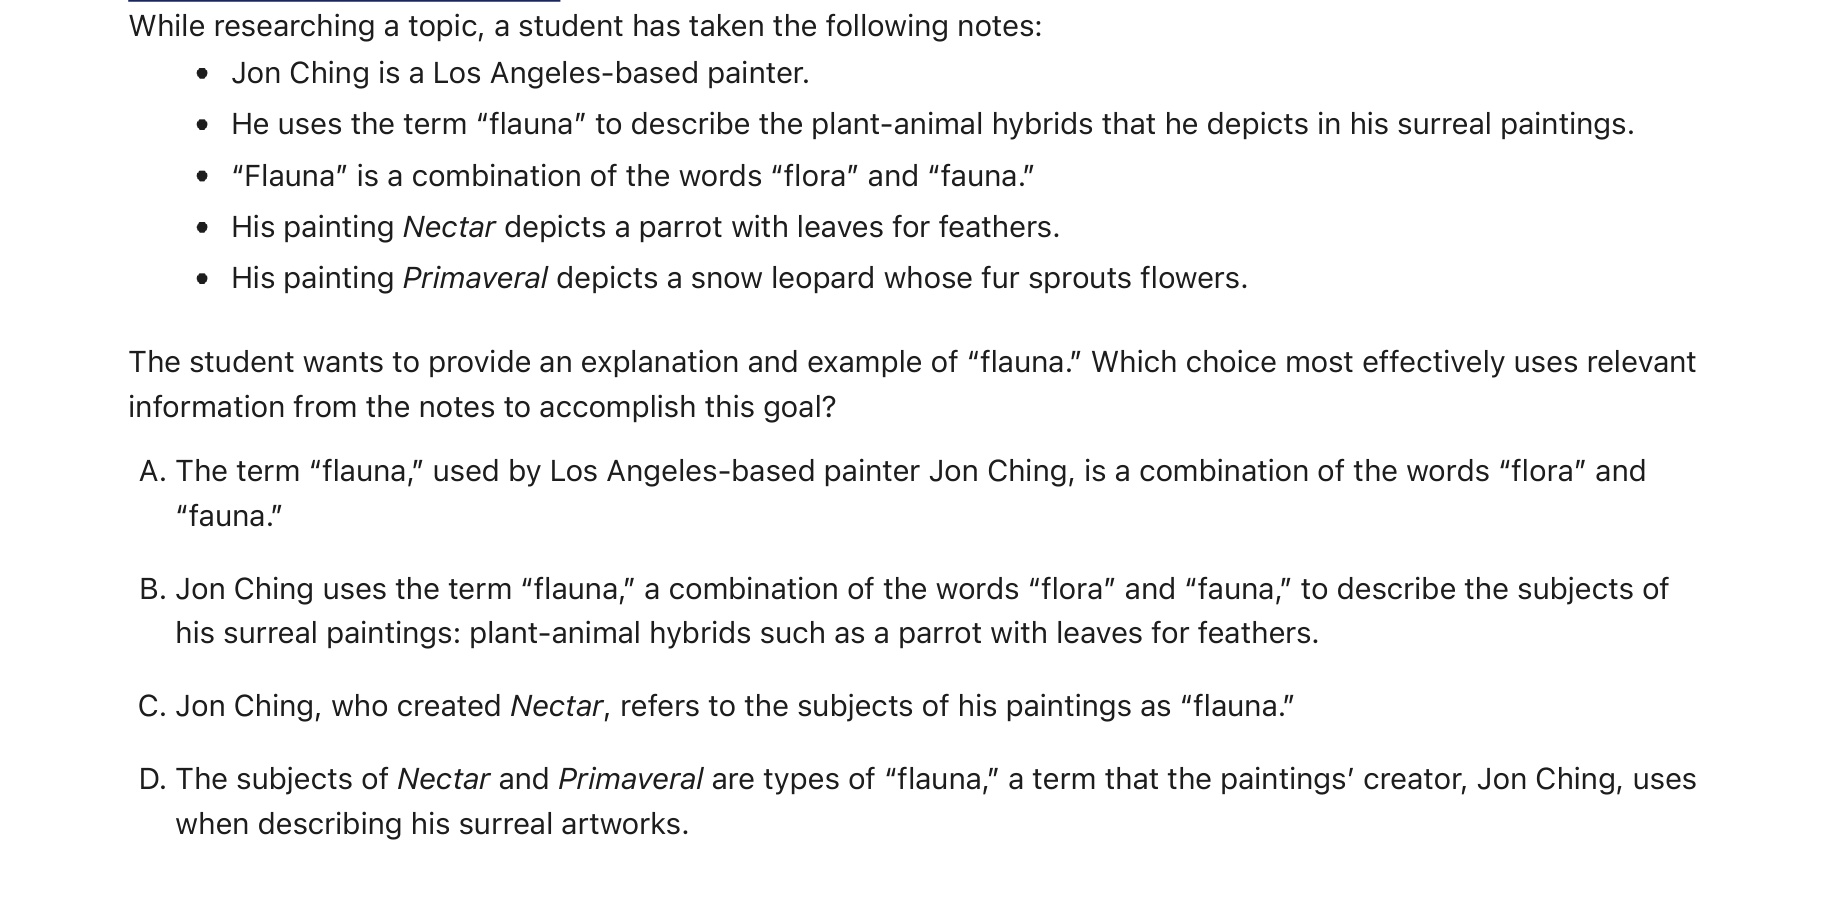 While researching a topic, a student has taken the following notes:
• Jon Ching is a Los Angeles-based painter.
• He uses the term “flauna” to describe the plant-animal hybrids that he depicts in his surreal paintings.
• “Flauna” is a combination of the words “flora” and “fauna.”
• His painting Nectar depicts a parrot with leaves for feathers.
• His painting Primaveral depicts a snow leopard whose fur sprouts flowers.
The student wants to provide an explanation and example of “flauna.” Which choice most effectively uses relevant
information from the notes to accomplish this goal?
A. The term “flauna,” used by Los Angeles-based painter Jon Ching, is a combination of the words “flora” and
“fauna.”
B. Jon Ching uses the term “flauna,” a combination of the words “flora” and “fauna,” to describe the subjects of
his surreal paintings: plant-animal hybrids such as a parrot with leaves for feathers.
C. Jon Ching, who created Nectar, refers to the subjects of his paintings as “flauna.”
D. The subjects of Nectar and Primaveral are types of “flauna,” a term that the paintings’ creator, Jon Ching, uses
when describing his surreal artworks.